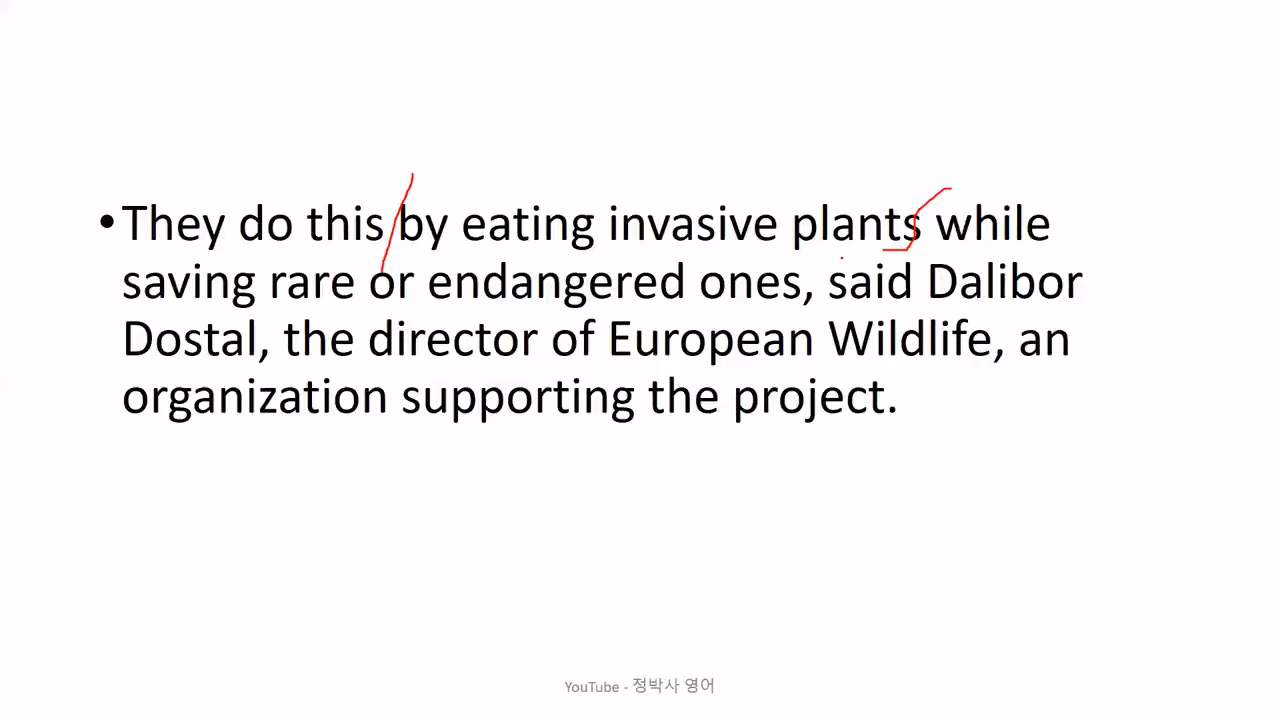 •They do this by eating invasive plants while
saving rare or endangered ones, said Dalibor
Dostal, the director of European Wildlife, an
organization supporting the project.
YouTube - 정박사 영어